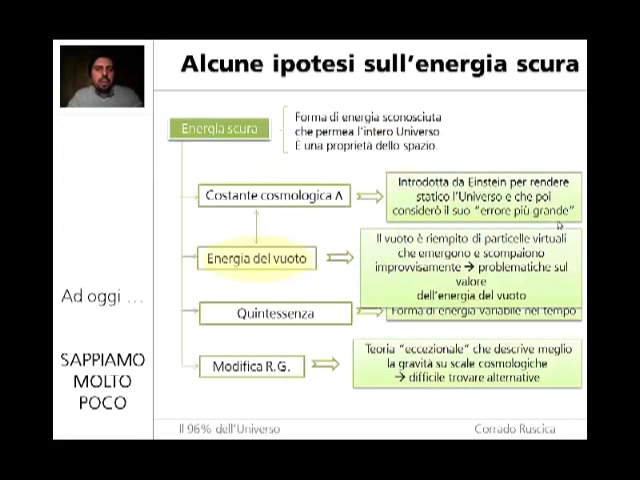 Alcune ipotesi sull'energia scura
Energia scura
Forma di energia sconosciuta
che permea l'intero Universo
È una proprietà dello spazio
Costante cosmologica Λ
Introdotta da Einstein per rendere
statico l'Universo e che poi
considerò il suo "errore più grande"
Energia del vuoto
Il vuoto è riempito di particelle virtuali
che emergono e scompaiono
improvvisamente → problematiche sul
valore
dell'energia del vuoto
Quintessenza
Forma di energia variabile nel tempo
Modifica R.G.
Teoria "eccezionale" che descrive meglio
la gravità su scale cosmologiche
→ difficile trovare alternative
Ad oggi ...
SAPPIAMO
MOLTO
POCO
Il 96% dell'Universo
Corrado Ruscica